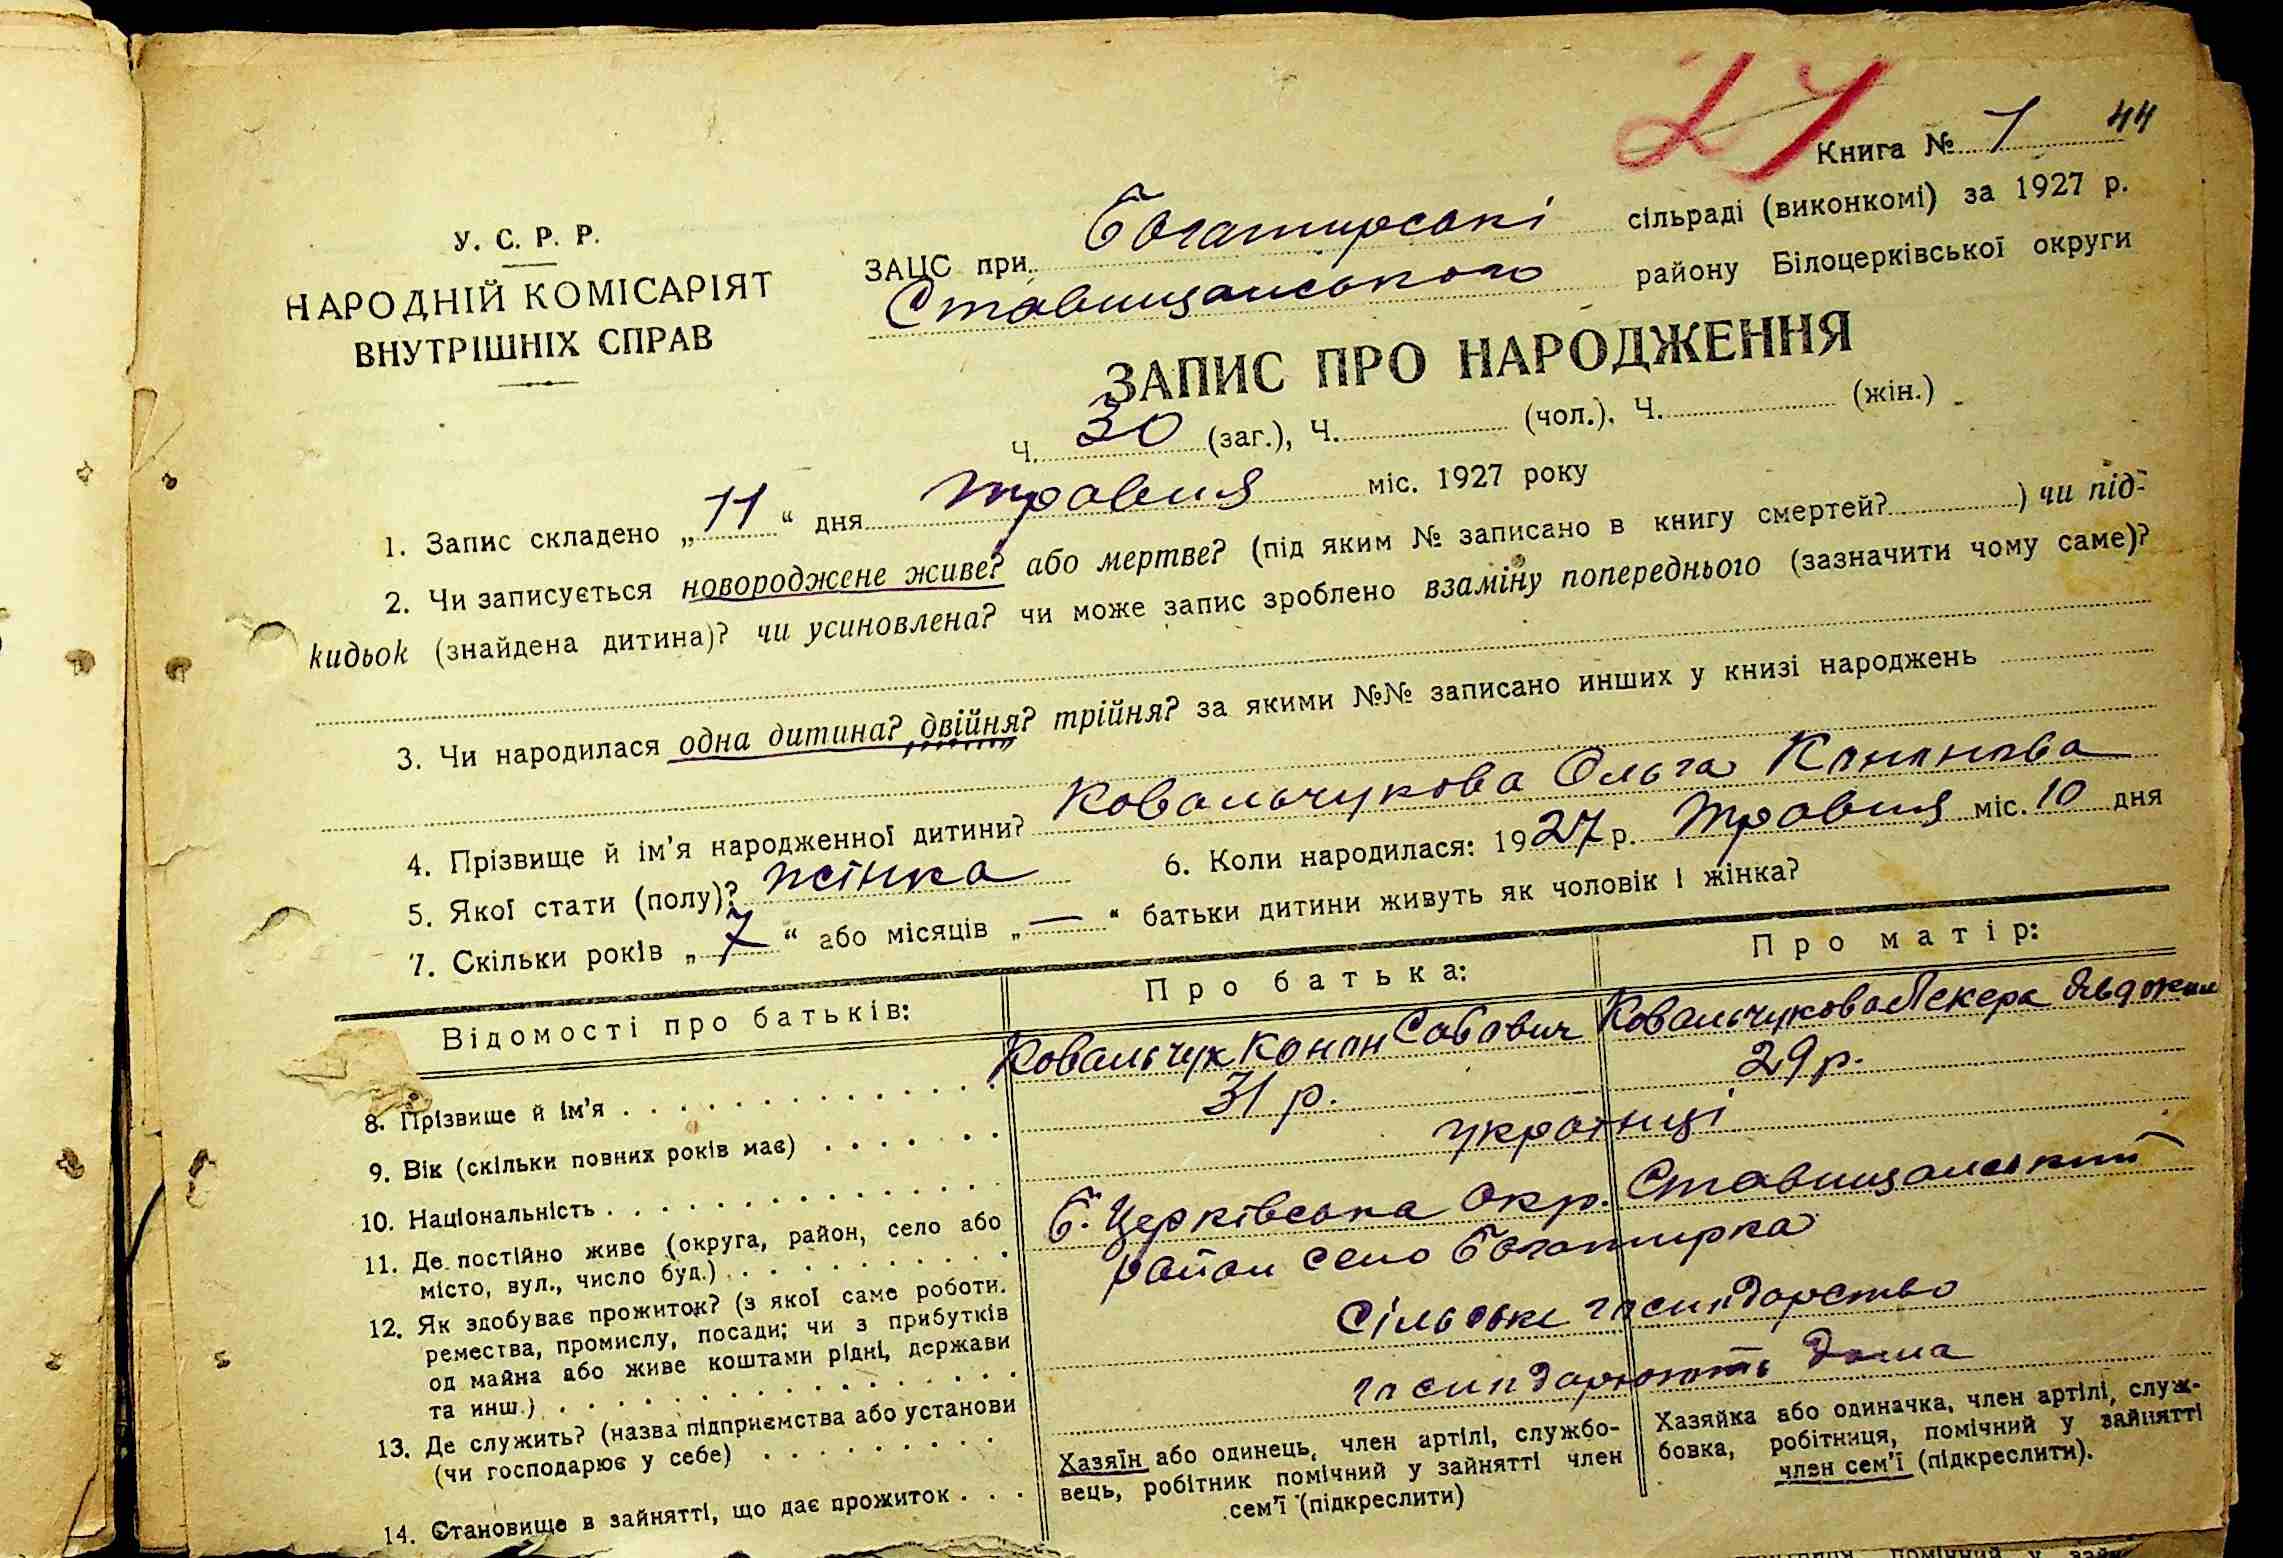 27
Книга № 1 44
У. С. Р. Р.
НАРОДНІЙ КОМІСАРІЯТ
ВНУТРІШНІХ СПРАВ
ЗАЦС при Богатирські сільраді (виконкомі) за 1927 р.
Ставищанського району Білоцерківської округи
ЗАПИС ПРО НАРОДЖЕННЯ
Ч. 30 (заг.), Ч. (чол.), Ч. (жін.)
1. Запис складено „11“ дня травня міс. 1927 року
2. Чи записується новороджене живе? або мертве? (під яким № записано в книгу смертей? ) чи під-
кидьок (знайдена дитина)? чи усиновлена? чи може запис зроблено взаміну попереднього (зазначити чому саме)?
3. Чи народилася одна дитина? двійня? трійня? за якими №№ записано инших у книзі народжень
4. Прізвище й ім’я народженної дитини? Ковальчукова Ольга Кононова
5. Якої стати (полу)? жінка 6. Коли народилася: 1927 р. травня міс. 10 дня
7. Скільки років „7“ або місяців „—“ батьки дитини живуть як чоловік і жінка?
Відомості про батьків: Про батька: Про матір:
8. Прізвище й ім’я Ковальчук Конон Савович Ковальчукова
9. Вік (скільки повних років має) 31 р. 29 р.
10. Національність українці
11. Де постійно живе (округа, район, село або Б. Церківська окр. Ставищанський
місто, вул., число буд.) район село Богатирка
12. Як здобуває прожиток? (з якої саме роботи.
ремества, промислу, посади; чи з прибутків сільське господарство
од майна або живе коштами рідні, держави
та инш.)
13. Де служить? (назва підприємства або установи господарюють дома
(чи господарює у себе)
14. Становище в зайнятті, що дає прожиток
Хазяїн або одинець, член артілі, службо-
вець, робітник помічний у зайнятті член
сем’ї (підкреслити)
Хазяйка або одиначка, член артілі, служ-
бовка, робітниця, помічний у зайнятті
член сем’ї (підкреслити).